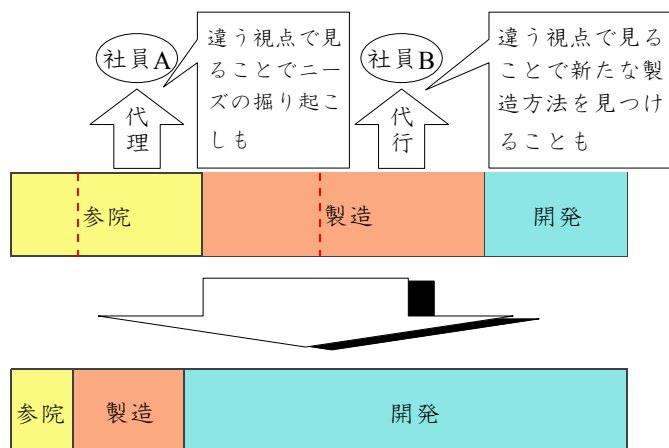 社員A
違う視点で見
ることでニー
ズの掘り起こ
しも
社員B
違う視点で見る
ことで新たな製
造方法を見つけ
ることも
代理
代行
参院
製造
開発
参院
製造
開発